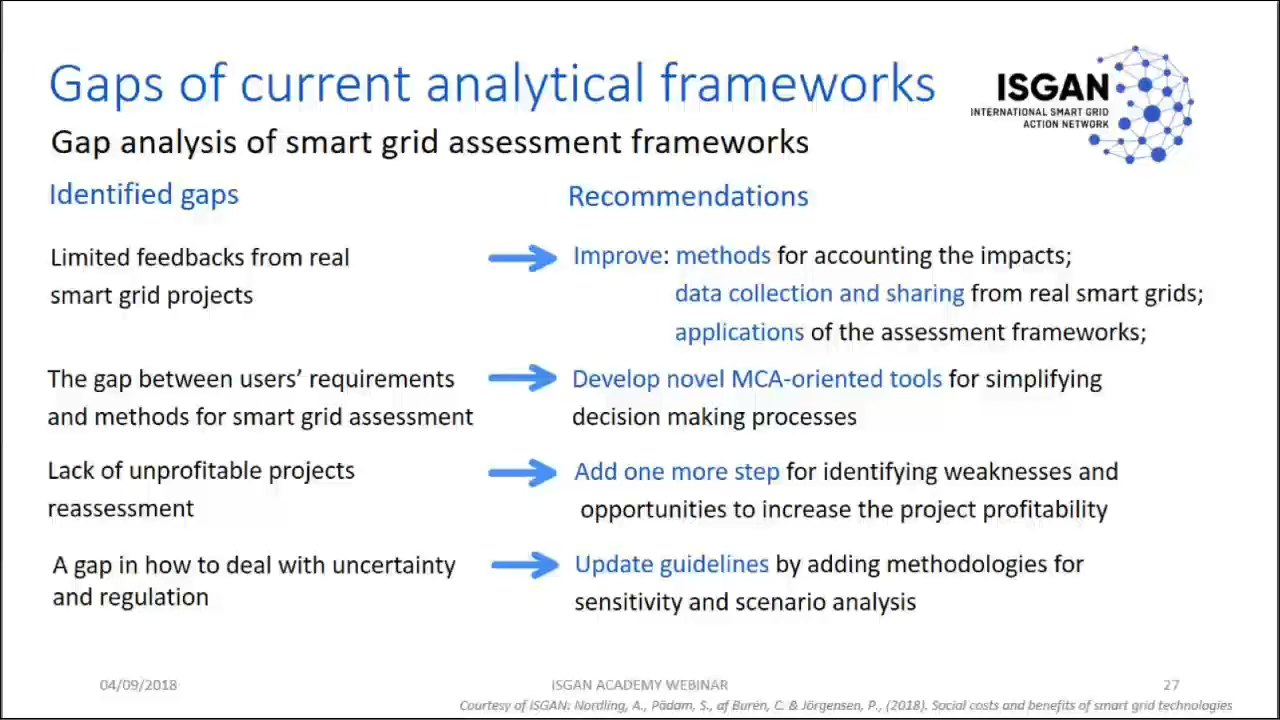 Gaps of current analytical frameworks
ISGAN
INTERNATIONAL SMART GRID
ACTION NETWORK
Gap analysis of smart grid assessment frameworks
Identified gaps
Recommendations
Limited feedbacks from real
smart grid projects
Improve: methods for accounting the impacts;
data collection and sharing from real smart grids;
applications of the assessment frameworks;
The gap between users’ requirements
and methods for smart grid assessment
Develop novel MCA-oriented tools for simplifying
decision making processes
Lack of unprofitable projects
reassessment
Add one more step for identifying weaknesses and
opportunities to increase the project profitability
A gap in how to deal with uncertainty
and regulation
Update guidelines by adding methodologies for
sensitivity and scenario analysis
04/09/2018
ISGAN ACADEMY WEBINAR
27
Courtesy of ISGAN: Nordling, A., Pädam, S., af Burén, C. & Jörgensen, P., (2018). Social costs and benefits of smart grid technologies